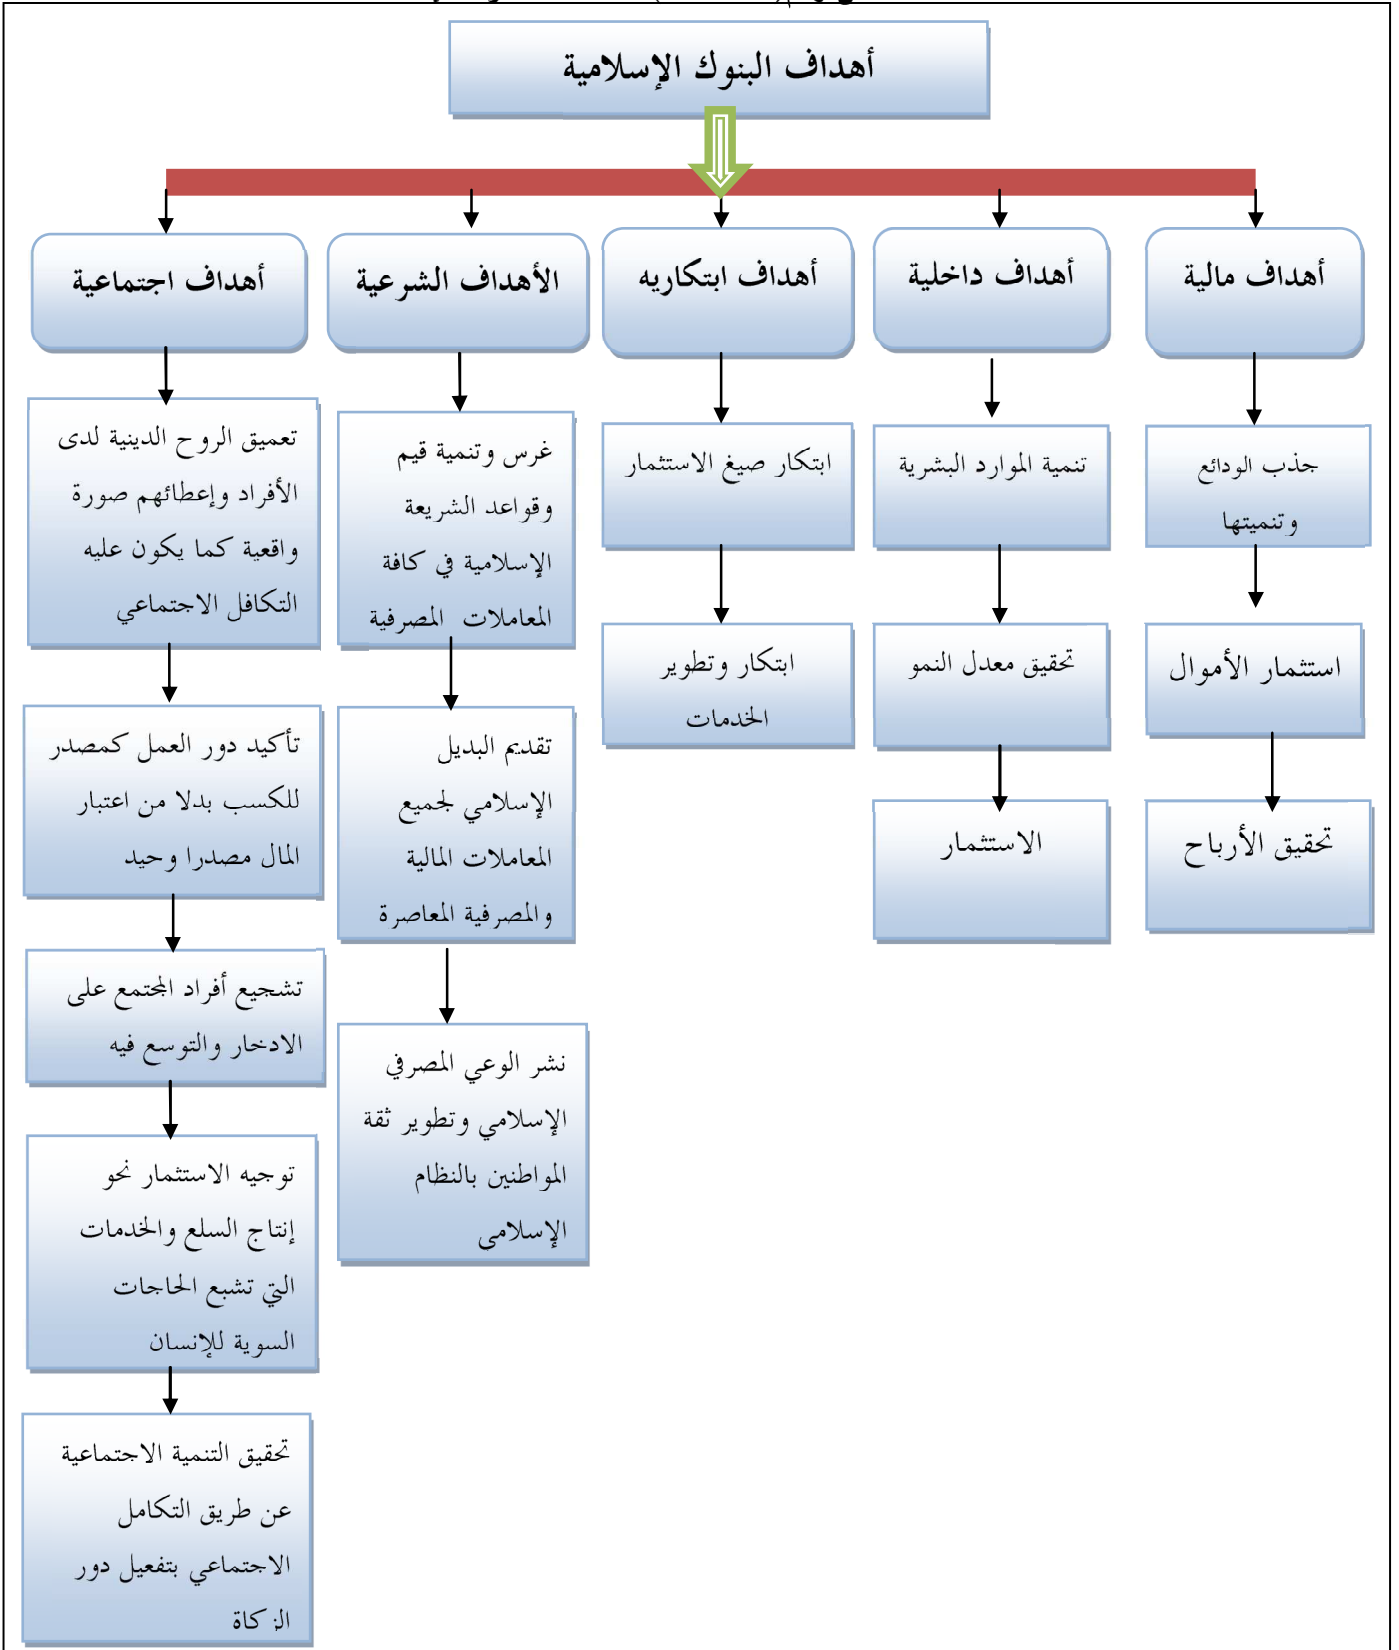 أهداف البنوك الإسلامية
أهداف مالية
أهداف داخلية
أهداف ابتكاريه
الأهداف الشرعية
أهداف اجتماعية
جذب الودائع
وتنميتها
استثمار الأموال
تحقيق الأرباح
تنمية الموارد البشرية
تحقيق معدل النمو
الاستثمار
ابتكار صيغ الاستثمار
ابتكار وتطوير
الخدمات
غرس وتنمية قيم
وقواعد الشريعة
الإسلامية في كافة
المعاملات المصرفية
تقديم البديل
الإسلامي لجميع
المعاملات المالية
والمصرفية المعاصرة
نشر الوعي المصرفي
الإسلامي وتطوير ثقة
المواطنين بالنظام
الإسلامي
تعميق الروح الدينية لدى
الأفراد وإعطائهم صورة
واقعية كما يكون عليه
التكافل الاجتماعي
تأكيد دور العمل كمصدر
للكسب بدلا من اعتبار
المال مصدرا وحيد
تشجيع أفراد المجتمع على
الادخار والتوسع فيه
توجيه الاستثمار نحو
إنتاج السلع والخدمات
التي تشبع الحاجات
السوية للإنسان
تحقيق التنمية الاجتماعية
عن طريق التكامل
الاجتماعي بتفعيل دور
الزكاة